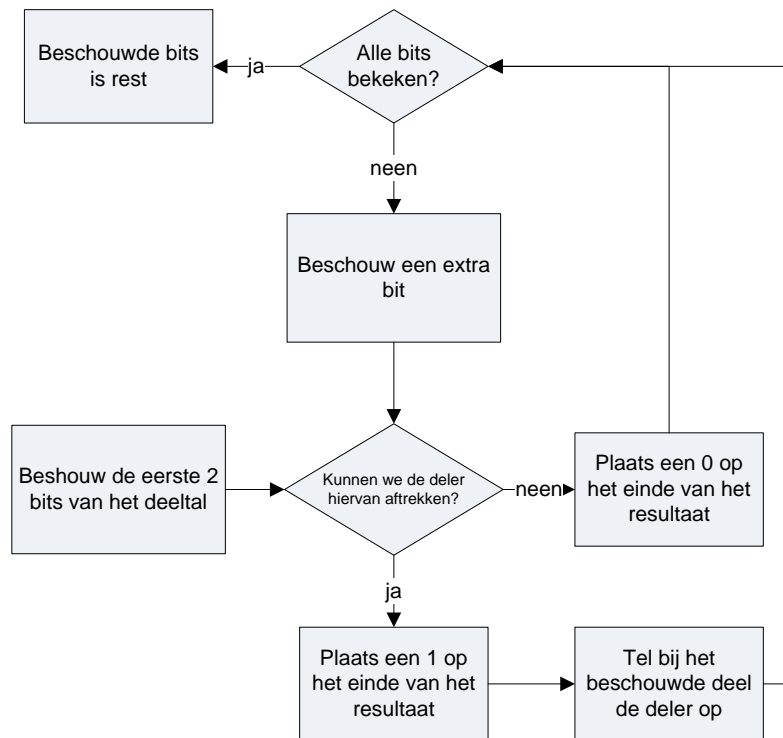 Beschouwde bits
is rest
ja
Alle bits
bekeken?
neen
Beschouw een extra
bit
Beshouw de eerste 2
bits van het deeltal
Kunnen we de deler
hiervan aftrekken?
neen
Plaats een 0 op
het einde van het
resultaat
ja
Plaats een 1 op
het einde van het
resultaat
Tel bij het
beschouwde deel
de deler op